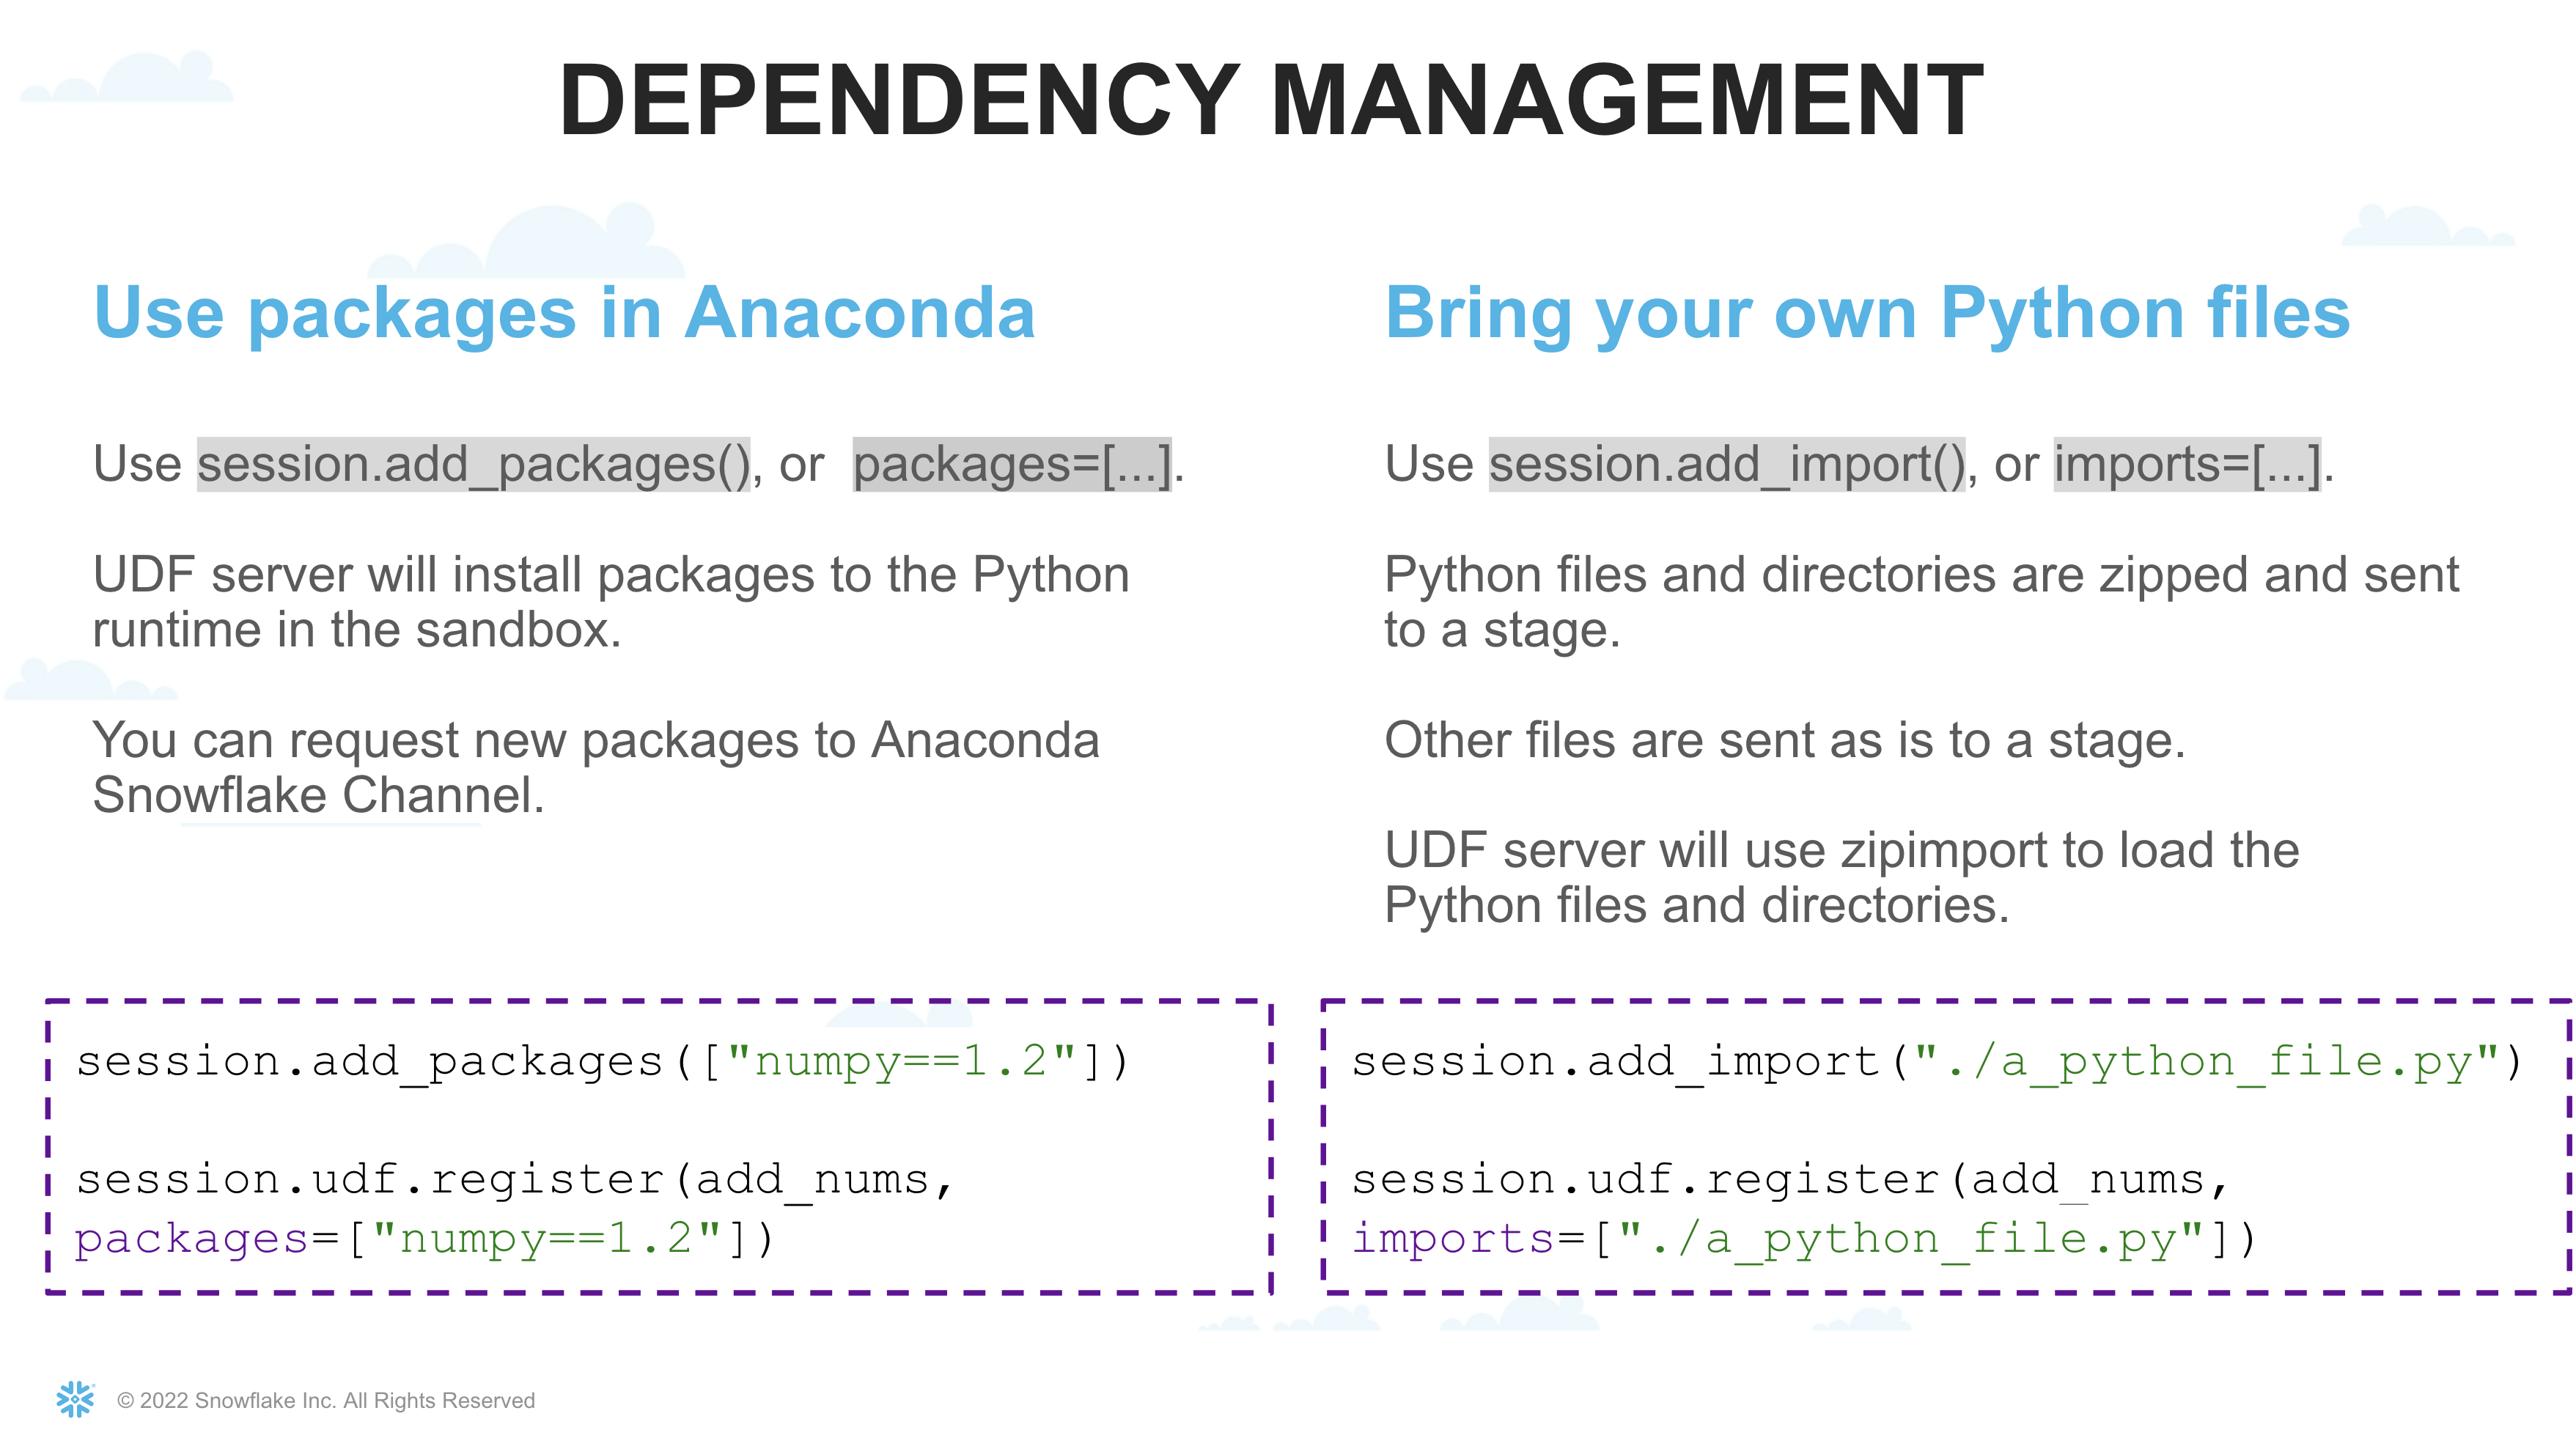 DEPENDENCY MANAGEMENT
Use packages in Anaconda
Use session.add_packages(), or  packages=[...].
UDF server will install packages to the Python
runtime in the sandbox.
You can request new packages to Anaconda
Snowflake Channel.
session.add_packages(["numpy==1.2"])
session.udf.register(add_nums,
packages=["numpy==1.2"])
Bring your own Python files
Use session.add_import(), or imports=[...].
Python files and directories are zipped and sent
to a stage.
Other files are sent as is to a stage.
UDF server will use zipimport to load the
Python files and directories.
session.add_import("./a_python_file.py")
session.udf.register(add_nums,
imports=["./a_python_file.py"])
© 2022 Snowflake Inc. All Rights Reserved